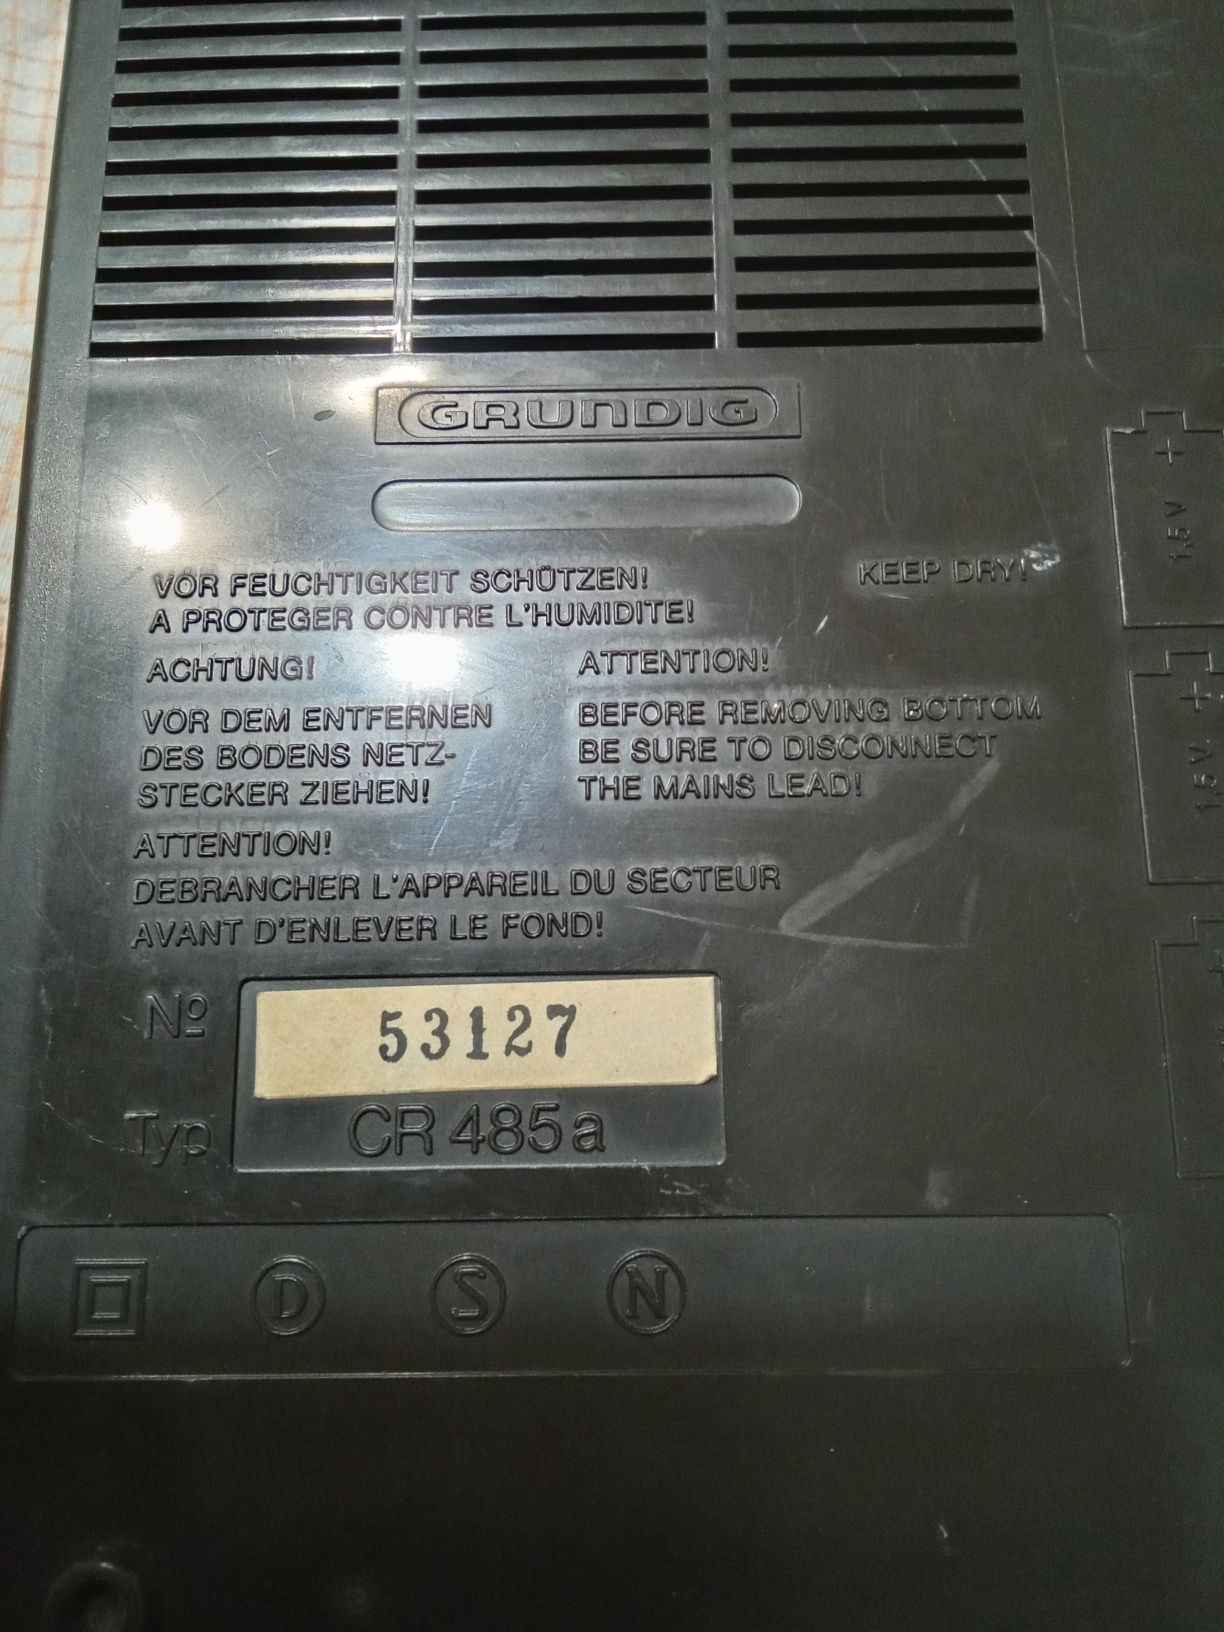 GRUNDIG
VOR FEUCHTIGKEIT SCHÜTZEN! KEEP DRY!
A PROTEGER CONTRE L'HUMIDITE!
ACHTUNG!
VOR DEM ENTFERNEN
DES BODENS NETZ-
STECKER ZIEHEN!
ATTENTION!
BEFORE REMOVING BOTTOM
BE SURE TO DISCONNECT
THE MAINS LEAD!
ATTENTION!
DEBRANCHER L'APPAREIL DU SECTEUR
AVANT D'ENLEVER LE FOND!
Nº 53127
Typ CR 485a
D S N
1,5 V +
1,5 V +